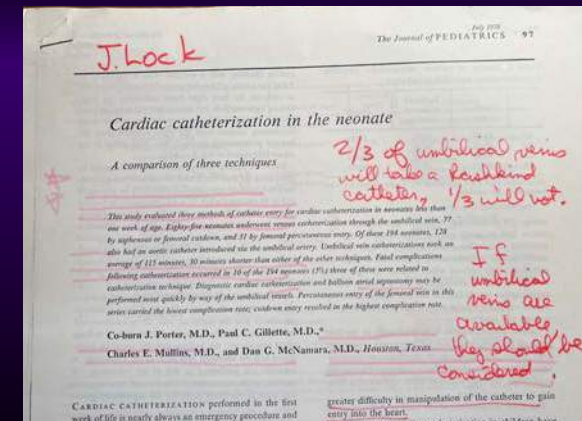 July 1978
The Journal of PEDIATRICS 97
J. Lock
Cardiac catheterization in the neonate
A comparison of three techniques
2/3 of umbilical veins
will take a Rashkind
catheter, 1/3 will not.
This study evaluated three methods of catheter entry for cardiac catheterization in neonates less than
one week of age. Eighty-five neonates underwent venous catheterization through the umbilical vein, 77
by saphenous or femoral cutdown, and 32 by femoral percutaneous entry. Of these 194 neonates, 128
also had an aortic catheter introduced via the umbilical artery. Umbilical vein catheterizations took an
average of 115 minutes, 30 minutes shorter than either of the other techniques. Fatal complications
following catheterization occurred in 10 of the 194 neonates (5%) three of these were related to
catheterization technique. Diagnostic cardiac catheterization and balloon atrial septostomy may be
performed most quickly by way of the umbilical vessels. Percutaneous entry of the femoral vein in this
series carried the lowest complication rate; cutdown entry resulted in the highest complication rate.
If
umbilical
veins are
available,
they should be
considered.
Co-burn J. Porter, M.D., Paul C. Gillette, M.D.,*
Charles E. Mullins, M.D., and Dan G. McNamara, M.D., Houston, Texas
CARDIAC CATHETERIZATION performed in the first
week of life is nearly always an emergency procedure and
greater difficulty in manipulation of the catheter to gain
entry into the heart.